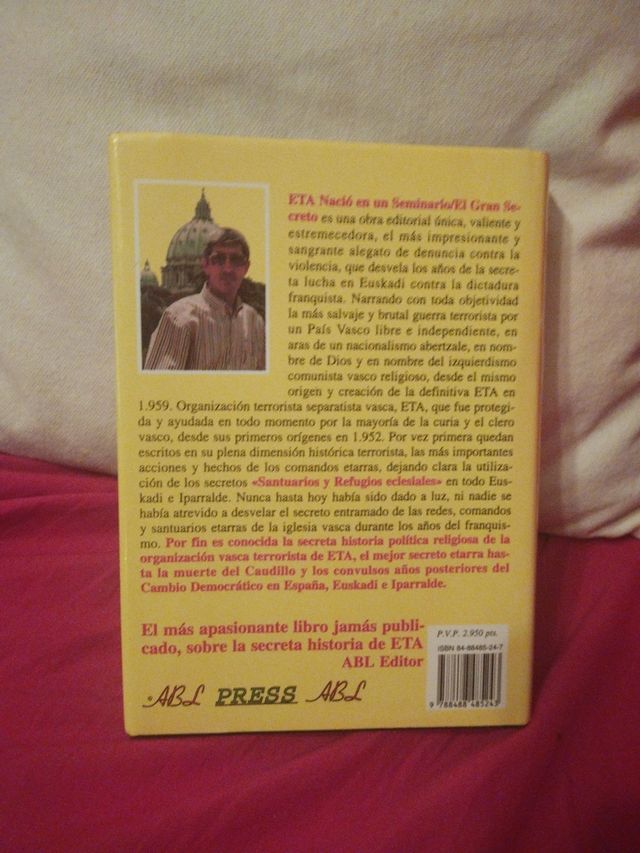 ETA Nació en un Seminario/El Gran Se-
creto es una obra editorial única, valiente y
estremecedora, el más impresionante y
sangrante alegato de denuncia contra la
violencia, que desvela los años de la secre-
ta lucha en Euskadi contra la dictadura
franquista. Narrando con toda objetividad
la más salvaje y brutal guerra terrorista por
un País Vasco libre e independiente, en
aras de un nacionalismo abertzale, en nom-
bre de Dios y en nombre del izquierdismo
comunista vasco religioso, desde el mismo
origen y creación de la definitiva ETA en
1.959. Organización terrorista separatista vasca, ETA, que fue protegi-
da y ayudada en todo momento por la mayoría de la curia y el clero
vasco, desde sus primeros orígenes en 1.952. Por vez primera quedan
escritos en su plena dimensión histórica terrorista, las más importantes
acciones y hechos de los comandos etarras, dejando clara la utiliza-
ción de los secretos «Santuarios y Refugios eclesiales» en todo Eus-
kadi e Iparralde. Nunca hasta hoy había sido dado a luz, ni nadie se
había atrevido a desvelar el secreto entramado de las redes, comandos
y santuarios etarras de la iglesia vasca durante los años del franquis-
mo. Por fin es conocida la secreta historia política religiosa de la
organización vasca terrorista de ETA, el mejor secreto etarra has-
ta la muerte del Caudillo y los convulsos años posteriores del
Cambio Democrático en España, Euskadi e Iparralde.
El más apasionante libro jamás publi-
cado, sobre la secreta historia de ETA
ABL Editor
ABL PRESS ABL
P.V.P. 2.950 pts.
ISBN 84-88485-24-7
9 788488 485243